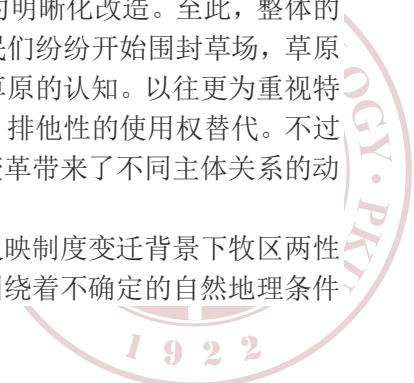 的明晰化改造。至此，整体的
民们纷纷开始围封草场，草原
草原的认知。以往更为重视特
、排他性的使用权替代。不过
变革带来了不同主体关系的动
反映制度变迁背景下牧区两性
围绕着不确定的自然地理条件
OGY · PK
1922